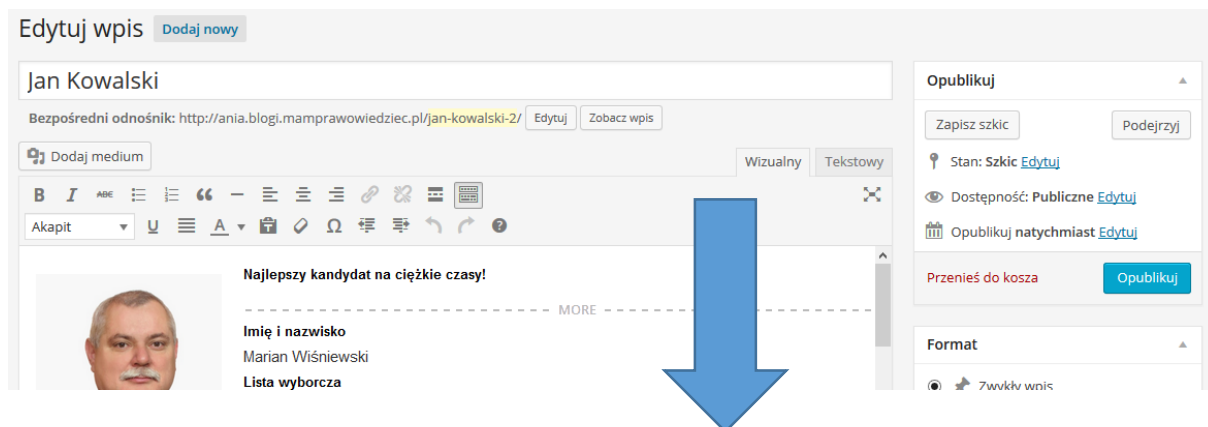 Edytuj wpis Dodaj nowy
Jan Kowalski
Bezpośredni odnośnik: http://ania.blogi.mamprawowiedziec.pl/jan-kowalski-2/ Edytuj Zobacz wpis
Dodaj medium
Wizualny Tekstowy
B I ABE
Akapit U A Ω
Najlepszy kandydat na ciężkie czasy!
MORE
Imię i nazwisko
Marian Wiśniewski
Lista wyborcza
Opublikuj
Zapisz szkic Podejrzyj
Stan: Szkic Edytuj
Dostępność: Publiczne Edytuj
Opublikuj natychmiast Edytuj
Przenieś do kosza Opublikuj
Format
Zwykły wpis